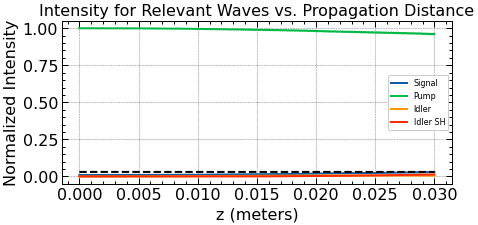 Intensity for Relevant Waves vs. Propagation Distance
Normalized Intensity
1.00
0.75
0.50
0.25
0.00
Signal
Pump
Idler
Idler SH
0.000 0.005 0.010 0.015 0.020 0.025 0.030
z (meters)